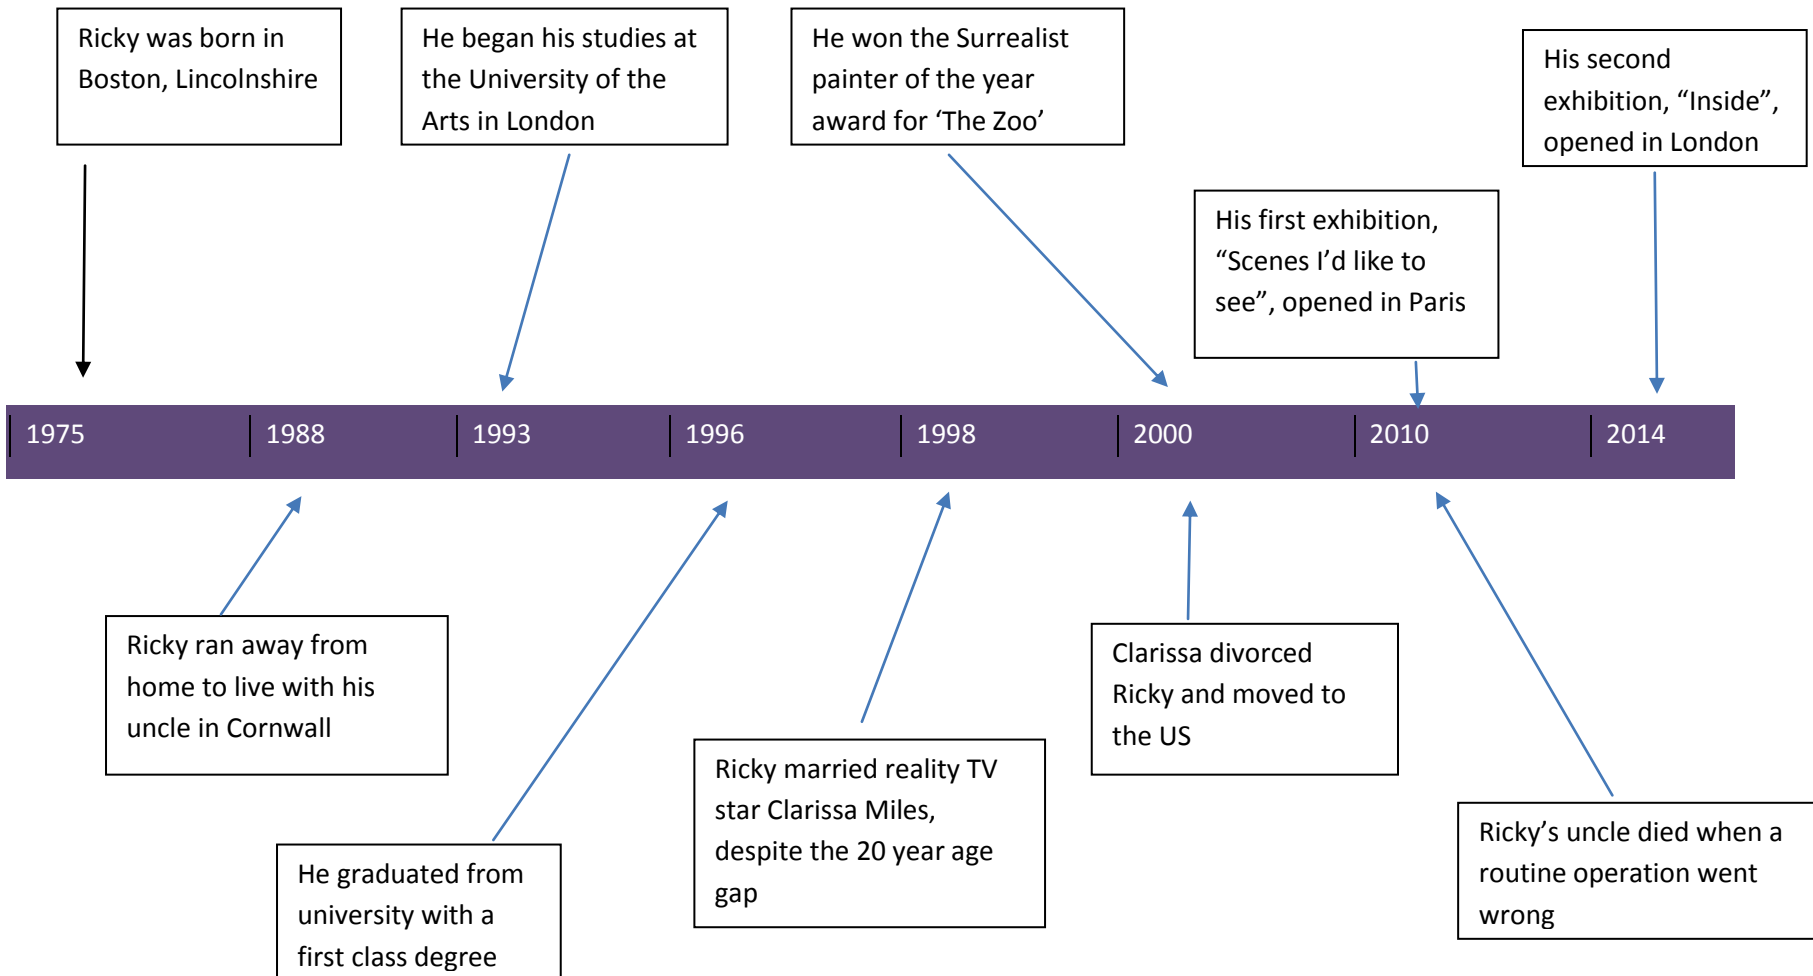 Ricky was born in
Boston, Lincolnshire
He began his studies at
the University of the
Arts in London
He won the Surrealist
painter of the year
award for ‘The Zoo’
His second
exhibition, “Inside”,
opened in London
His first exhibition,
“Scenes I’d like to
see”, opened in Paris
1975 1988 1993 1996 1998 2000 2010 2014
Ricky ran away from
home to live with his
uncle in Cornwall
He graduated from
university with a
first class degree
Ricky married reality TV
star Clarissa Miles,
despite the 20 year age
gap
Clarissa divorced
Ricky and moved to
the US
Ricky’s uncle died when a
routine operation went
wrong